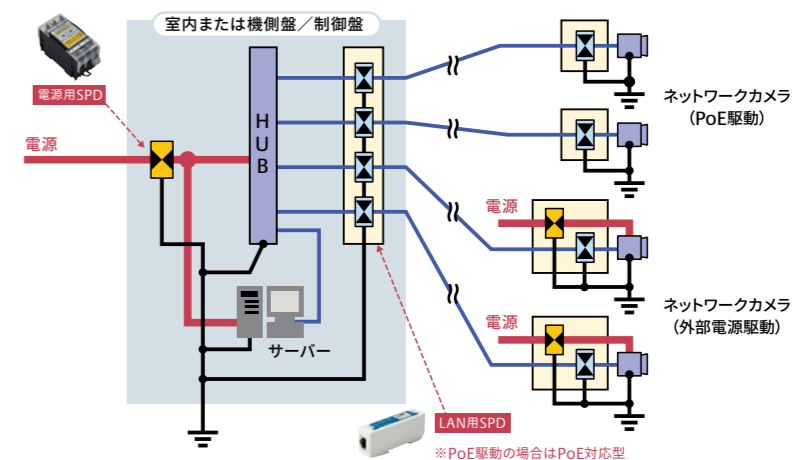 室内または機側盤／制御盤
電源用SPD
電源
HUB
サーバー
ネットワークカメラ
（PoE駆動）
電源
電源
ネットワークカメラ
（外部電源駆動）
LAN用SPD
※PoE駆動の場合はPoE対応型